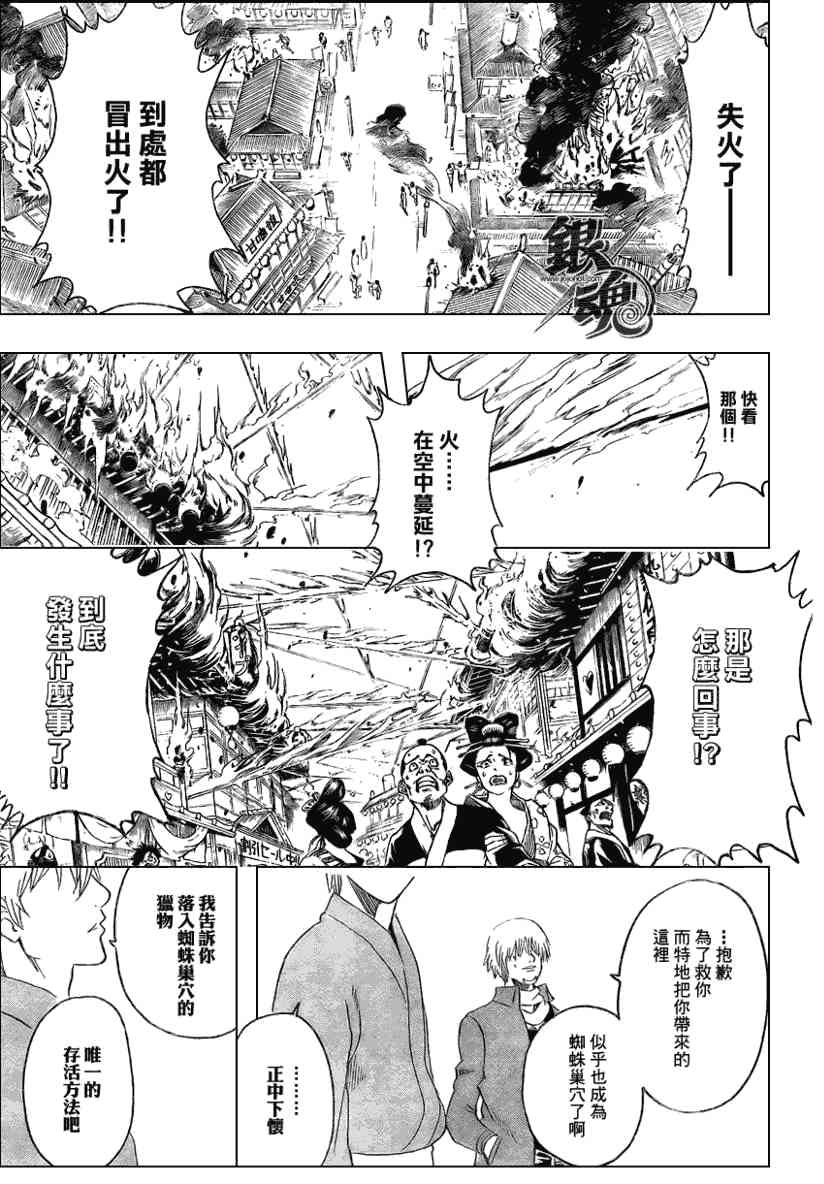 失火了——
到處都
冒出火了!!
銀魂
快看
那個!!
火……
在空中蔓延!?
那是
怎麼回事!?
到底
發生什麼事了!!
…抱歉
為了救你
而特地把你帶來的
這裡
似乎也成為
蜘蛛巢穴了啊
………
正中下懷
我告訴你
落入蜘蛛巢穴的
獵物
唯一的
存活方法吧